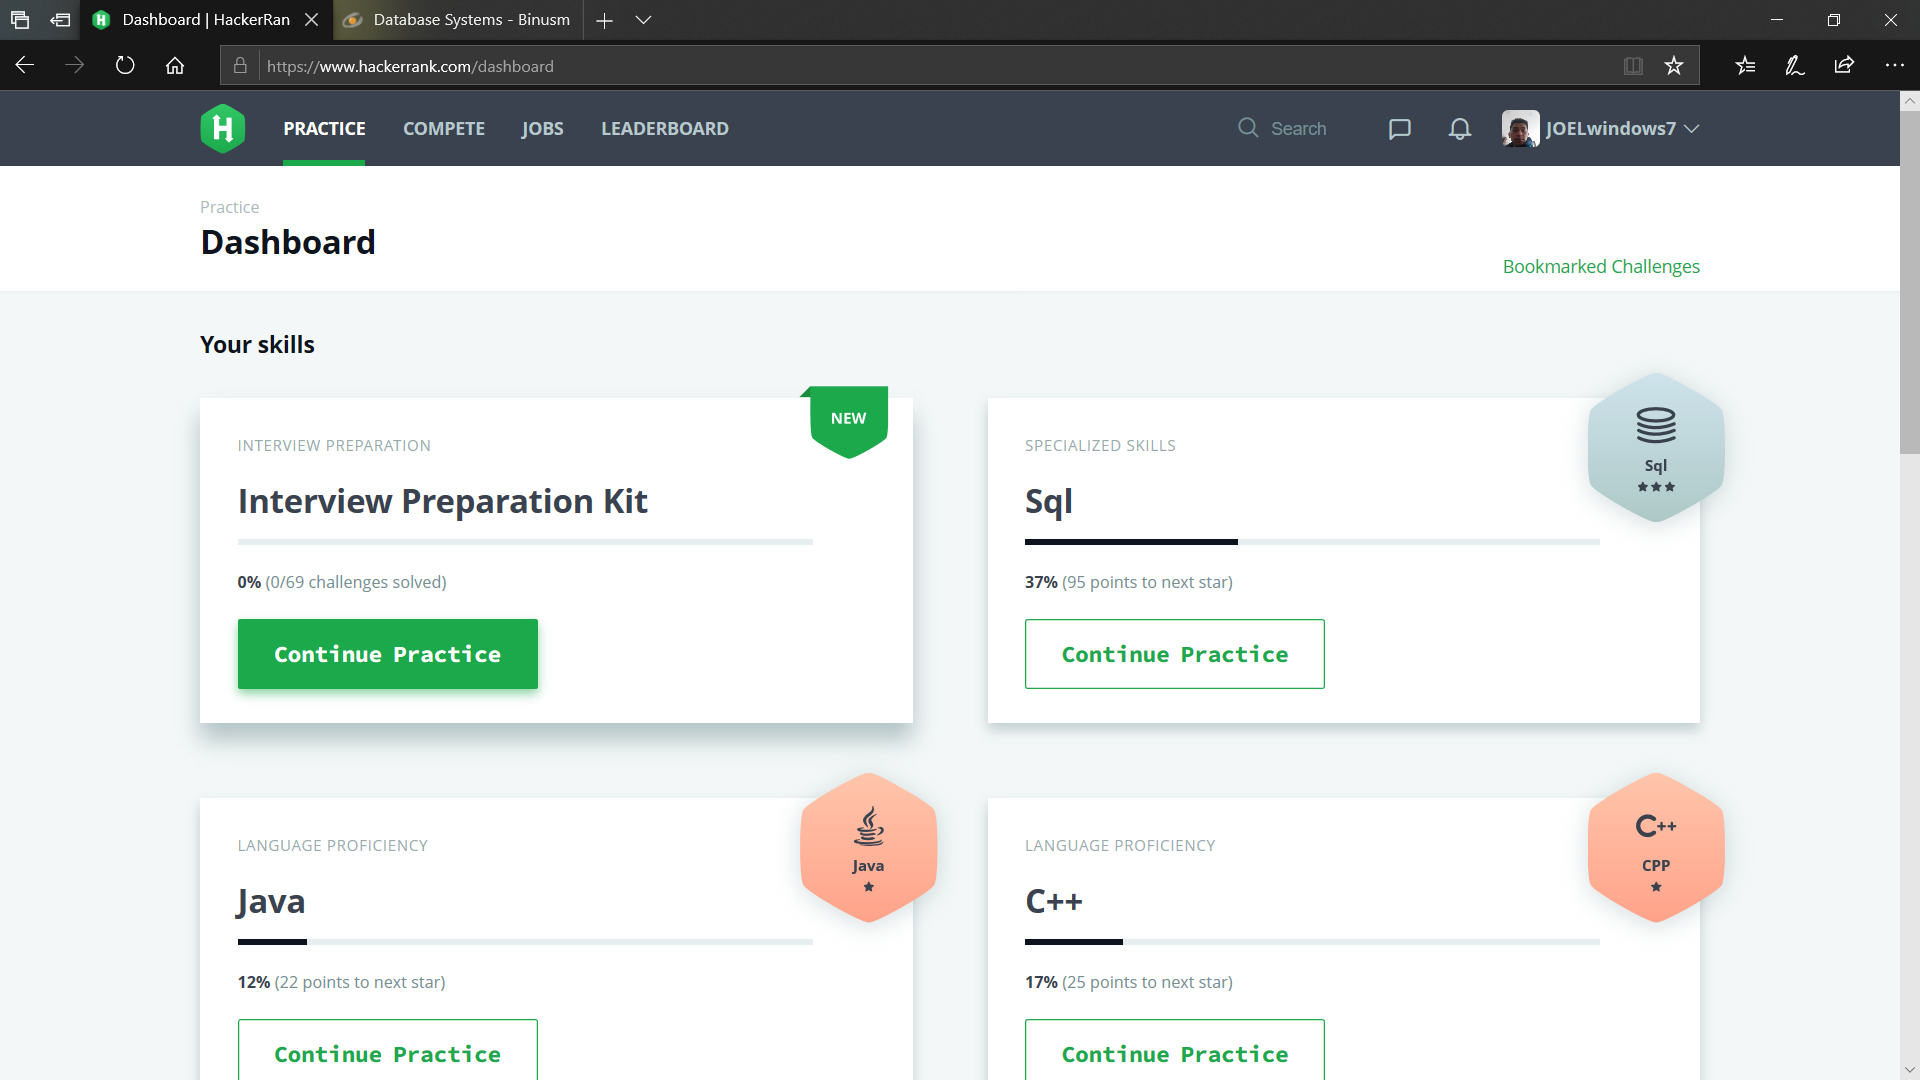 Dashboard | HackerRan
Database Systems - Binusm
https://www.hackerrank.com/dashboard
H
PRACTICE
COMPETE
JOBS
LEADERBOARD
Search
JOELwindows7
Practice
Dashboard
Bookmarked Challenges
Your skills
NEW
INTERVIEW PREPARATION
Interview Preparation Kit
0% (0/69 challenges solved)
Continue Practice
Sql
SPECIALIZED SKILLS
Sql
37% (95 points to next star)
Continue Practice
Java
LANGUAGE PROFICIENCY
Java
12% (22 points to next star)
Continue Practice
C++
CPP
LANGUAGE PROFICIENCY
C++
17% (25 points to next star)
Continue Practice